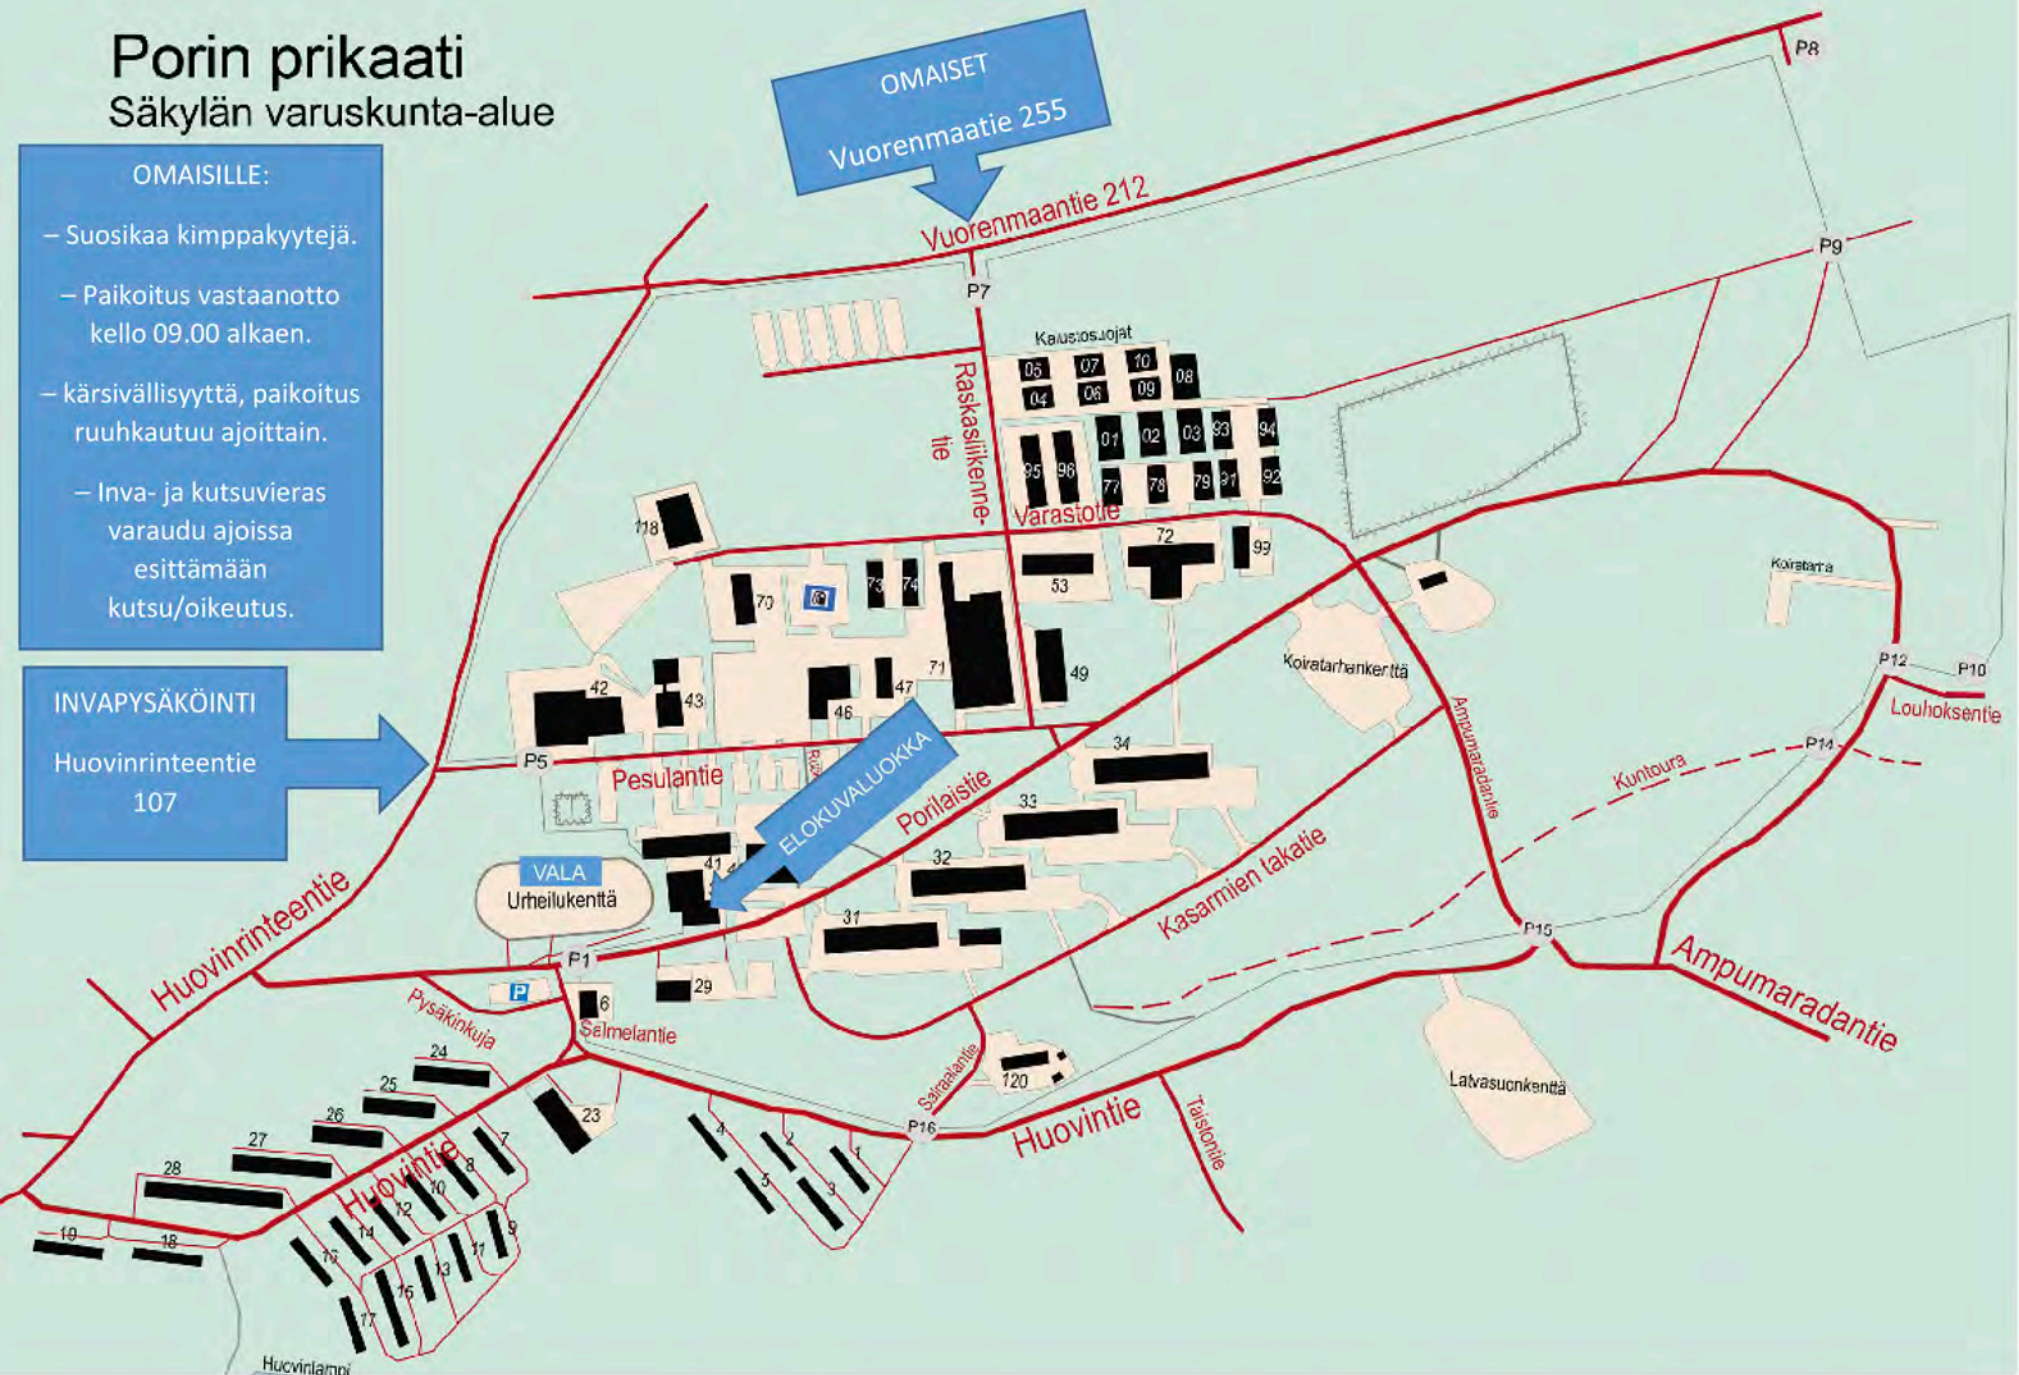 Porin prikaati
Säkylän varuskunta-alue
OMAISET
Vuorenmaatie 255
OMAISILLE:
– Suosikaa kimppakyytejä.
– Paikoitus vastaanotto
kello 09.00 alkaen.
– kärsivällisyyttä, paikoitus
ruuhkautuu ajoittain.
– Inva- ja kutsuvieras
varaudu ajoissa
esittämään
kutsu/oikeutus.
INVAPYSÄKÖINTI
Huovinrinteentie
107
P8
Vuorenmaantie 212
P9
P7
Kalustosuojat
05
07
10
08
04
06
09
Raskasliikenne-
tie
01
02
03
93
94
95
96
77
78
79
91
92
Varastotie
118
72
99
53
70
73
74
71
49
42
43
46
47
Koiratarha
Koiratarhankenttä
P12
P10
Louhoksentie
P14
Kuntoura
Ampumaradantie
P5
Pesulantie
ELOKUVALUOKKA
Porilaistie
34
33
32
31
Kasarmien takatie
41
VALA
Urheilukenttä
Huovinrinteentie
P1
P
29
6
Pysäkinkuja
Salmelantie
P15
Ampumaradantie
Latvasuonkenttä
Sairaalantie
120
P16
Huovintie
Taistontie
24
25
26
27
28
23
7
8
10
12
14
Huovintie
19
18
9
11
13
16
17
4
2
1
5
3
Huovinlampi